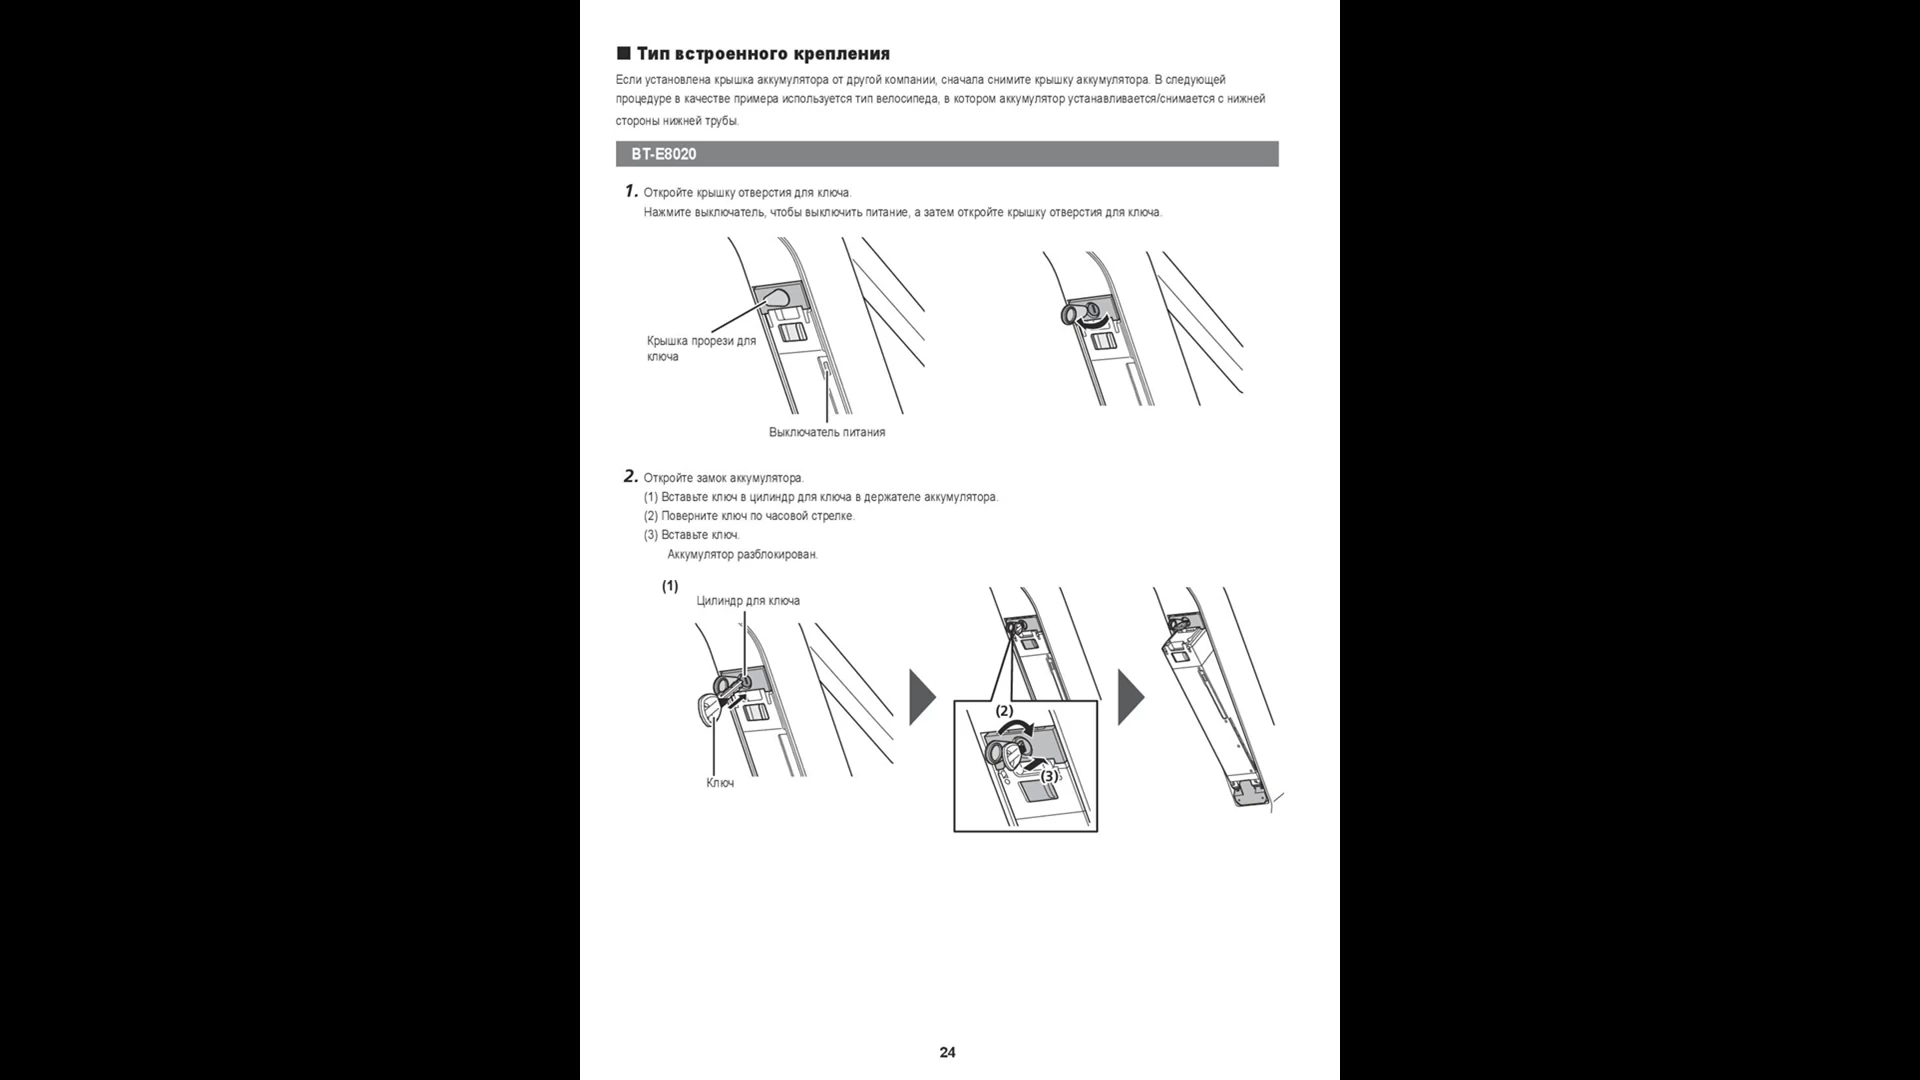 ■ Тип встроенного крепления
Если установлена крышка аккумулятора от другой компании, сначала снимите крышку аккумулятора. В следующей
процедуре в качестве примера используется тип велосипеда, в котором аккумулятор устанавливается/снимается с нижней
стороны нижней трубы.
BT-E8020
1. Откройте крышку отверстия для ключа.
Нажмите выключатель, чтобы выключить питание, а затем откройте крышку отверстия для ключа.
Крышка прорези для
ключа
Выключатель питания
2. Откройте замок аккумулятора.
(1) Вставьте ключ в цилиндр для ключа в держателе аккумулятора.
(2) Поверните ключ по часовой стрелке.
(3) Вставьте ключ.
Аккумулятор разблокирован.
(1)
Цилиндр для ключа
(2)
(3)
Ключ
24